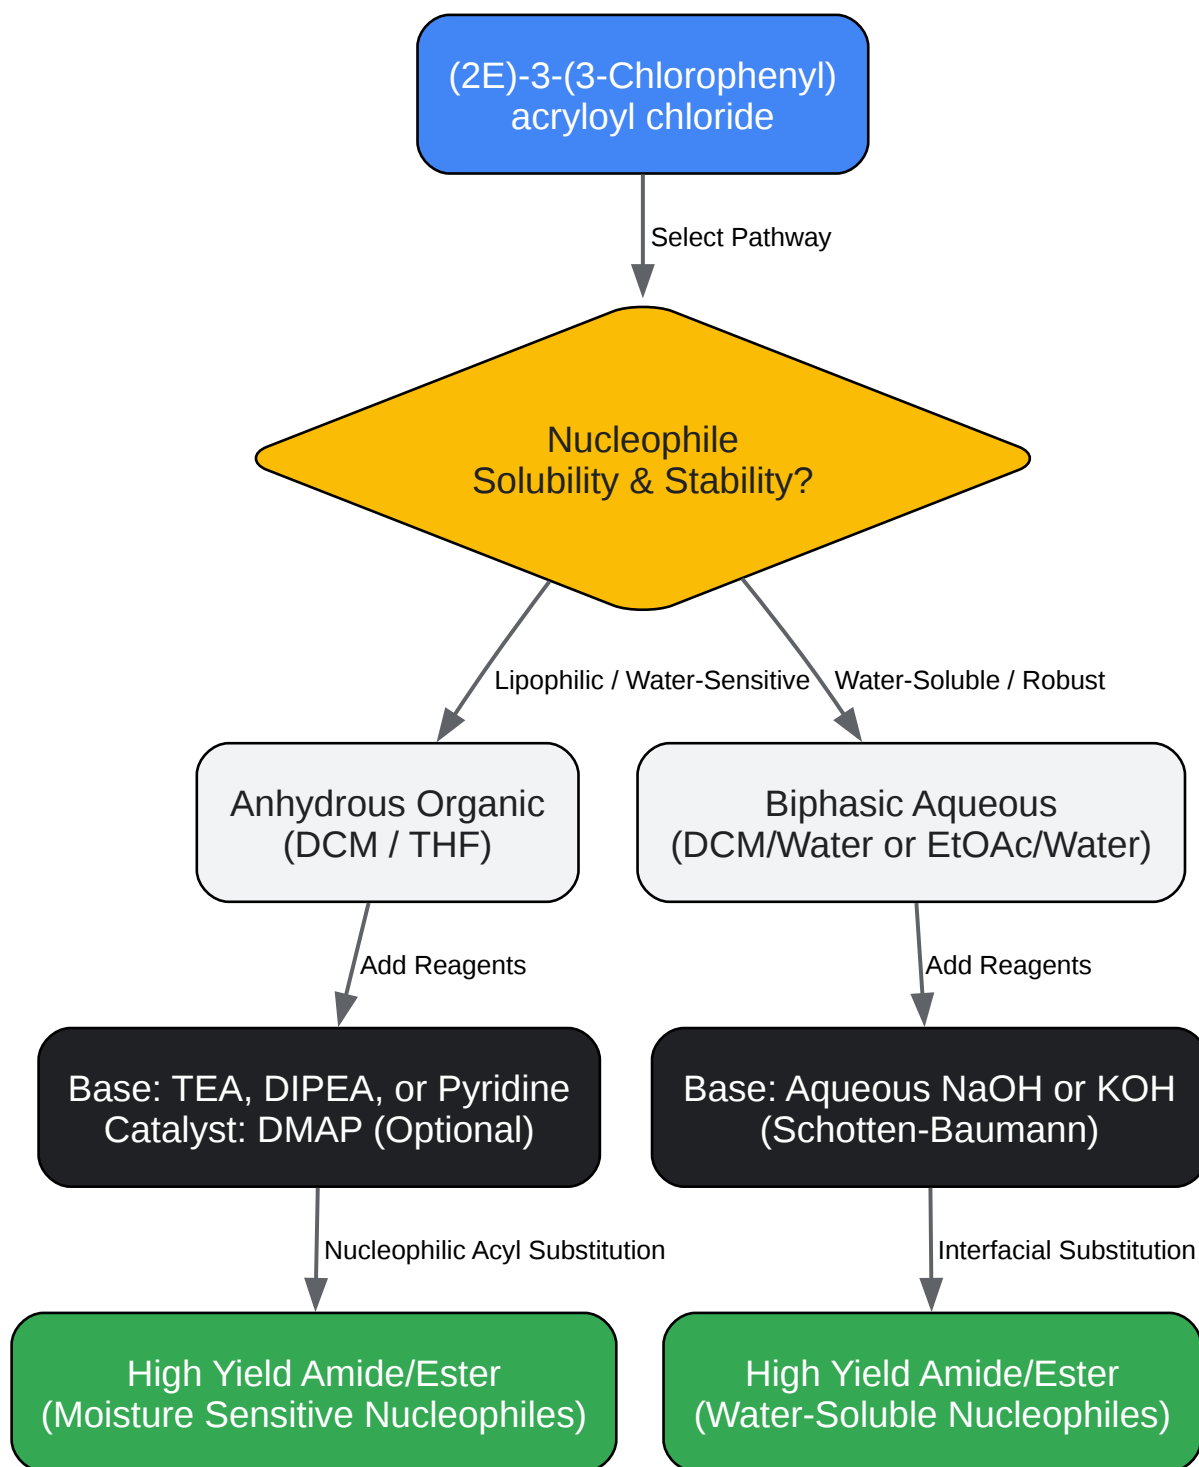 (2E)-3-(3-Chlorophenyl)
acryloyl chloride
Select Pathway
Nucleophile
Solubility & Stability?
Lipophilic / Water-Sensitive
Water-Soluble / Robust
Anhydrous Organic
(DCM / THF)
Biphasic Aqueous
(DCM/Water or EtOAc/Water)
Add Reagents
Add Reagents
Base: TEA, DIPEA, or Pyridine
Catalyst: DMAP (Optional)
Base: Aqueous NaOH or KOH
(Schotten-Baumann)
Nucleophilic Acyl Substitution
Interfacial Substitution
High Yield Amide/Ester
(Moisture Sensitive Nucleophiles)
High Yield Amide/Ester
(Water-Soluble Nucleophiles)